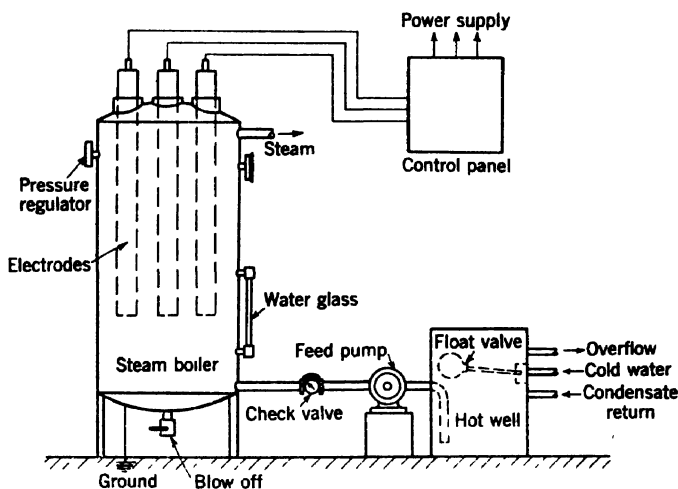 Power supply
Control panel
Steam
Pressure
regulator
Electrodes
Water glass
Steam boiler
Feed pump
Check valve
Float valve
Hot well
Overflow
Cold water
Condensate
return
Ground
Blow off